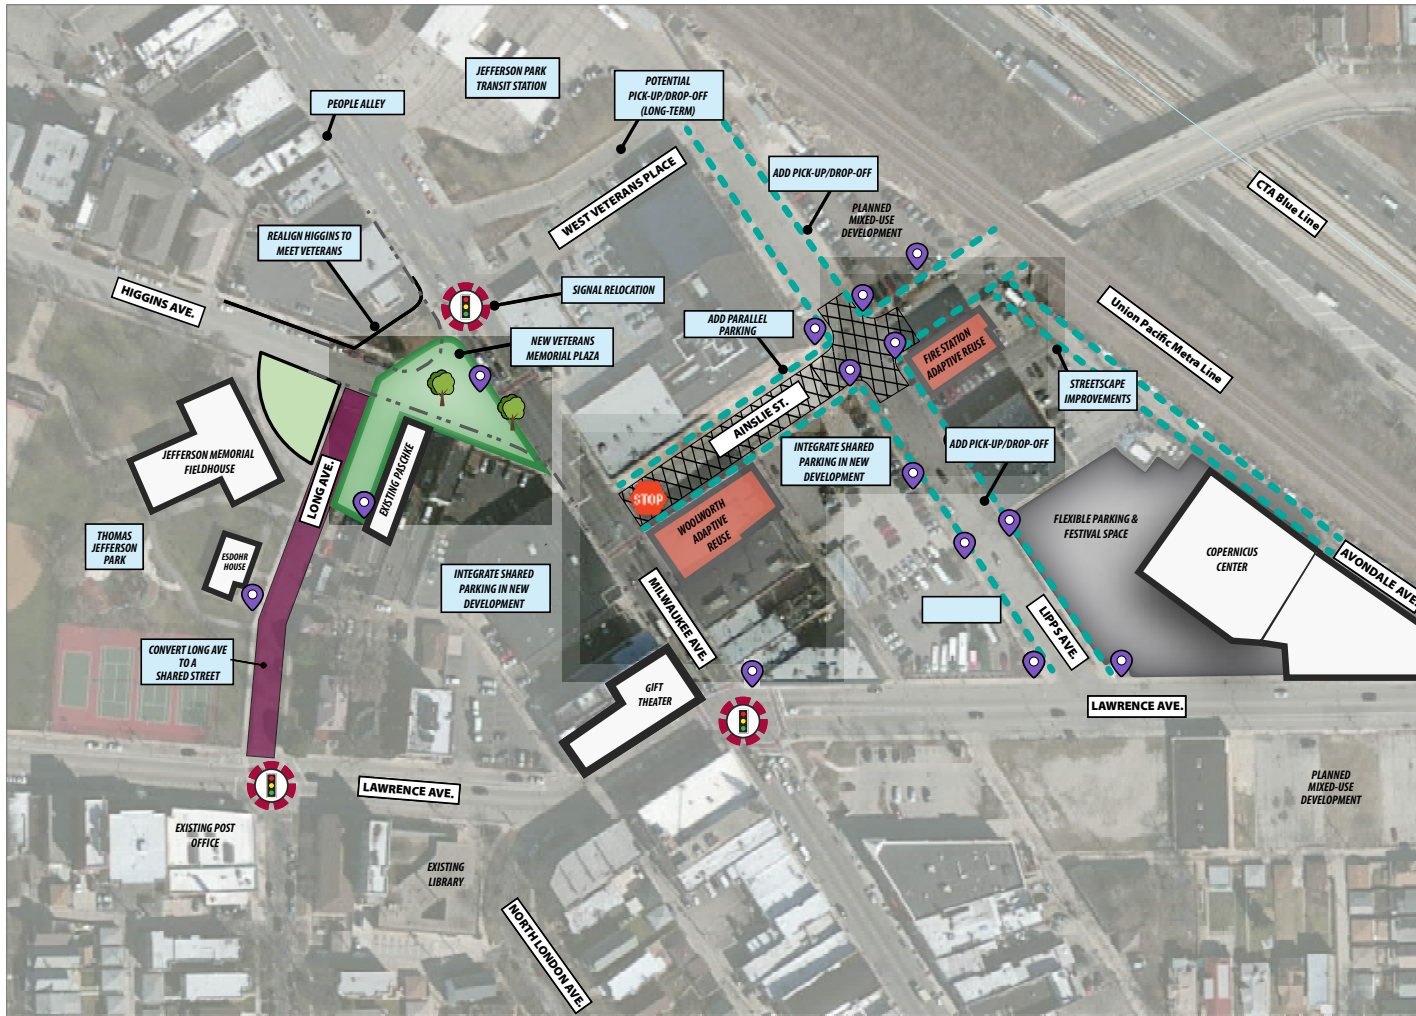 JEFFERSON PARK
TRANSIT STATION
POTENTIAL
PICK-UP/DROP-OFF
(LONG-TERM)
PEOPLE ALLEY
ADD PICK-UP/DROP-OFF
WEST VETERANS PLACE
CTA Blue Line
PLANNED
MIXED-USE
DEVELOPMENT
REALIGN HIGGINS TO
MEET VETERANS
HIGGINS AVE.
SIGNAL RELOCATION
ADD PARALLEL
PARKING
NEW VETERANS
MEMORIAL PLAZA
FIRE STATION
ADAPTIVE REUSE
Union Pacific Metra Line
STREETSCAPE
IMPROVEMENTS
AINSLIE ST.
JEFFERSON MEMORIAL
FIELDHOUSE
LONG AVE.
EXISTING PASCHKE
INTEGRATE SHARED
PARKING IN NEW
DEVELOPMENT
ADD PICK-UP/DROP-OFF
STOP
WOOLWORTH
ADAPTIVE
REUSE
FLEXIBLE PARKING &
FESTIVAL SPACE
COPERNICUS
CENTER
AVONDALE AVE.
THOMAS
JEFFERSON
PARK
ESDOHR
HOUSE
INTEGRATE SHARED
PARKING IN NEW
DEVELOPMENT
MILWAUKEE AVE.
LIPPS AVE.
CONVERT LONG AVE
TO A
SHARED STREET
GIFT
THEATER
LAWRENCE AVE.
LAWRENCE AVE.
PLANNED
MIXED-USE
DEVELOPMENT
EXISTING POST
OFFICE
EXISTING
LIBRARY
NORTH LONDON AVE.